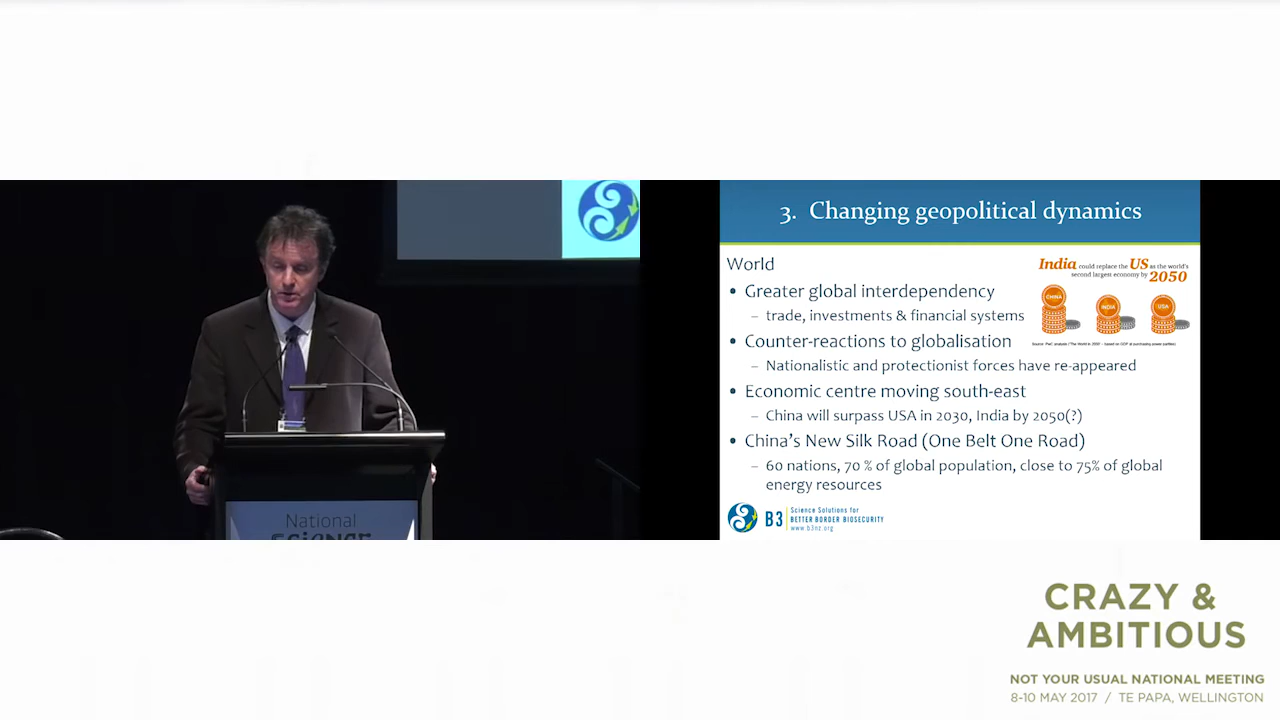 National
Science
3. Changing geopolitical dynamics
World
• Greater global interdependency
– trade, investments & financial systems
• Counter-reactions to globalisation
– Nationalistic and protectionist forces have re-appeared
• Economic centre moving south-east
– China will surpass USA in 2030, India by 2050(?)
• China's New Silk Road (One Belt One Road)
– 60 nations, 70 % of global population, close to 75% of global
energy resources
India could replace the US as the world's
second largest economy by 2050
CHINA
INDIA
USA
B3
Science Solutions for
BETTER BORDER BIOSECURITY
www.b3nz.org
CRAZY &
AMBITIOUS
NOT YOUR USUAL NATIONAL MEETING
8-10 MAY 2017 / TE PAPA, WELLINGTON